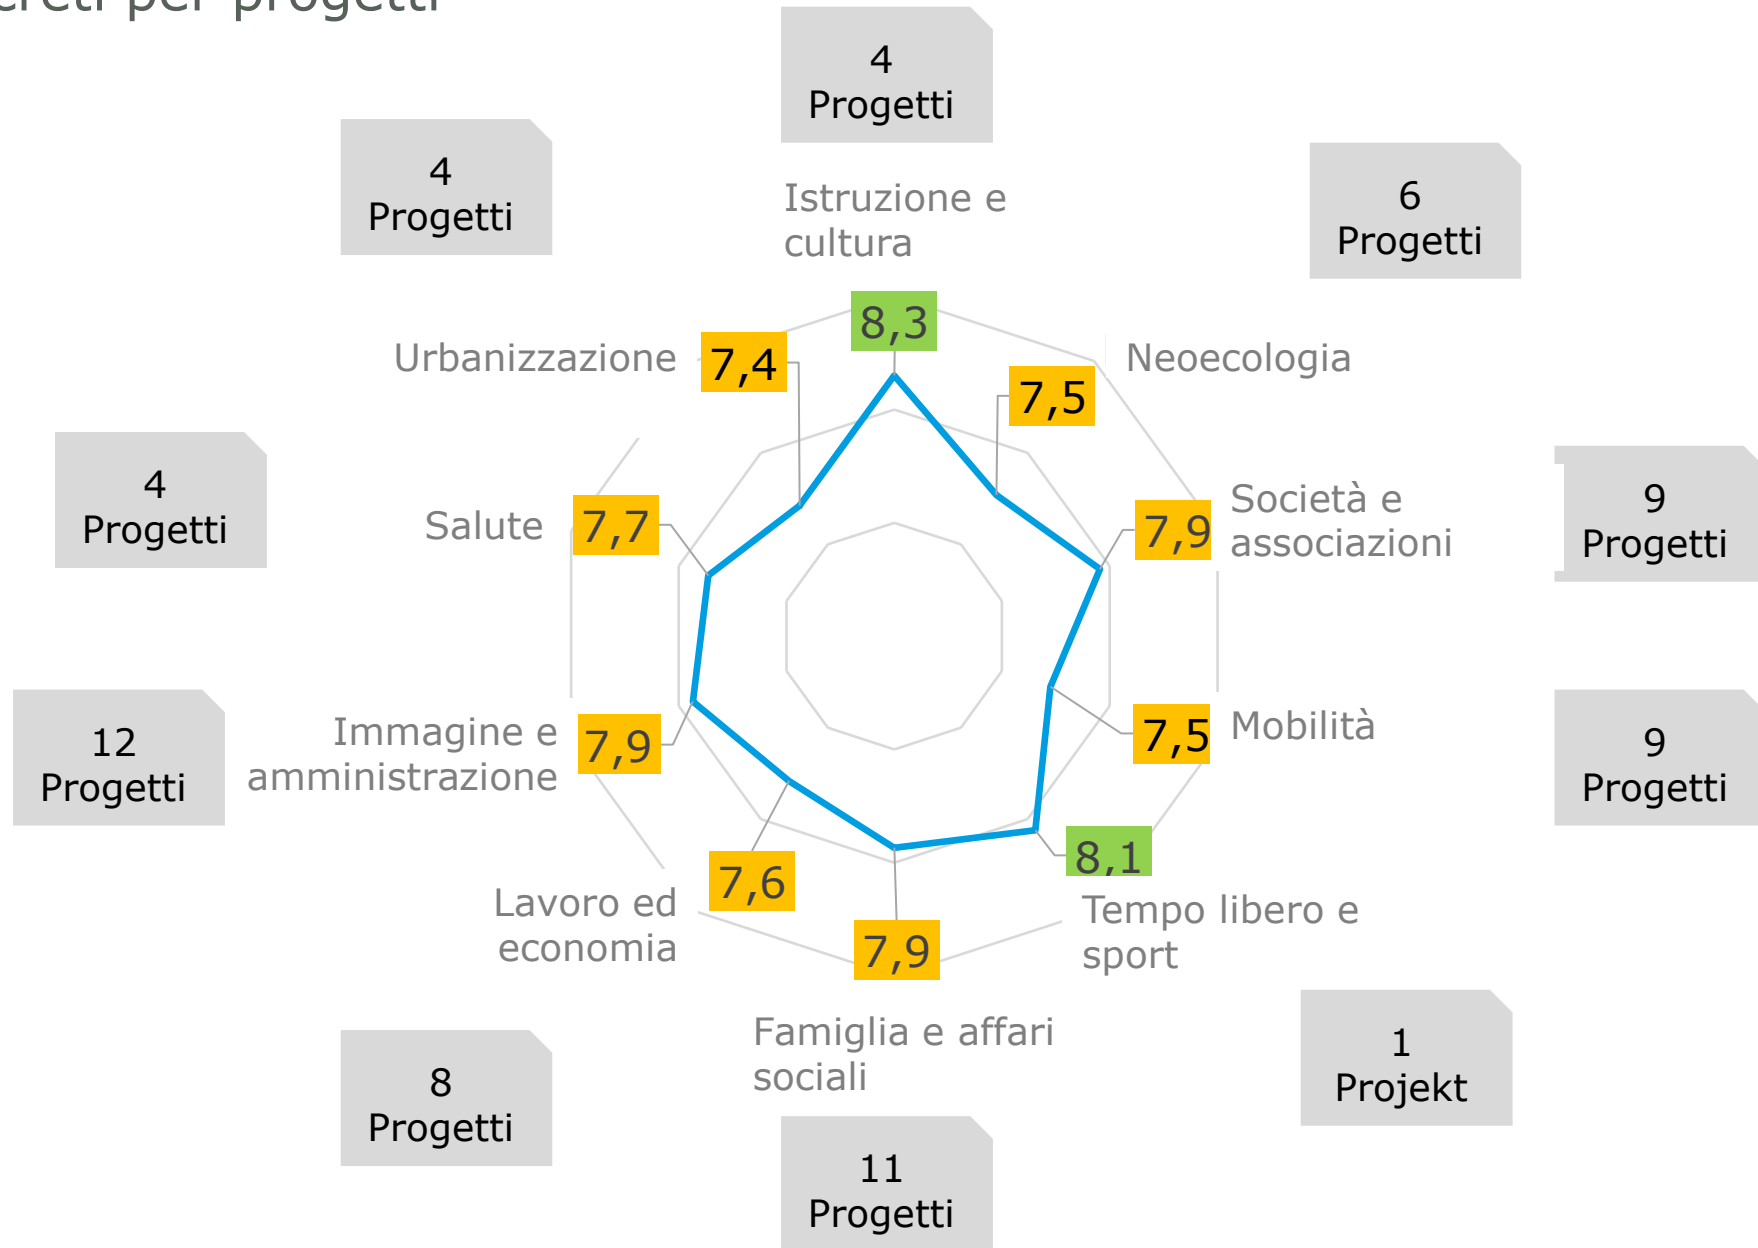 per progetti
4
Progetti
4
Progetti
6
Progetti
Istruzione e
cultura
8,3
Urbanizzazione
7,4
Neoecologia
7,5
4
Progetti
Salute
7,7
7,9
Società e
associazioni
9
Progetti
12
Progetti
Immagine e
amministrazione
7,9
7,5
Mobilità
9
Progetti
8,1
Tempo libero e
sport
7,6
Lavoro ed
economia
7,9
Famiglia e affari
sociali
8
Progetti
1
Projekt
11
Progetti